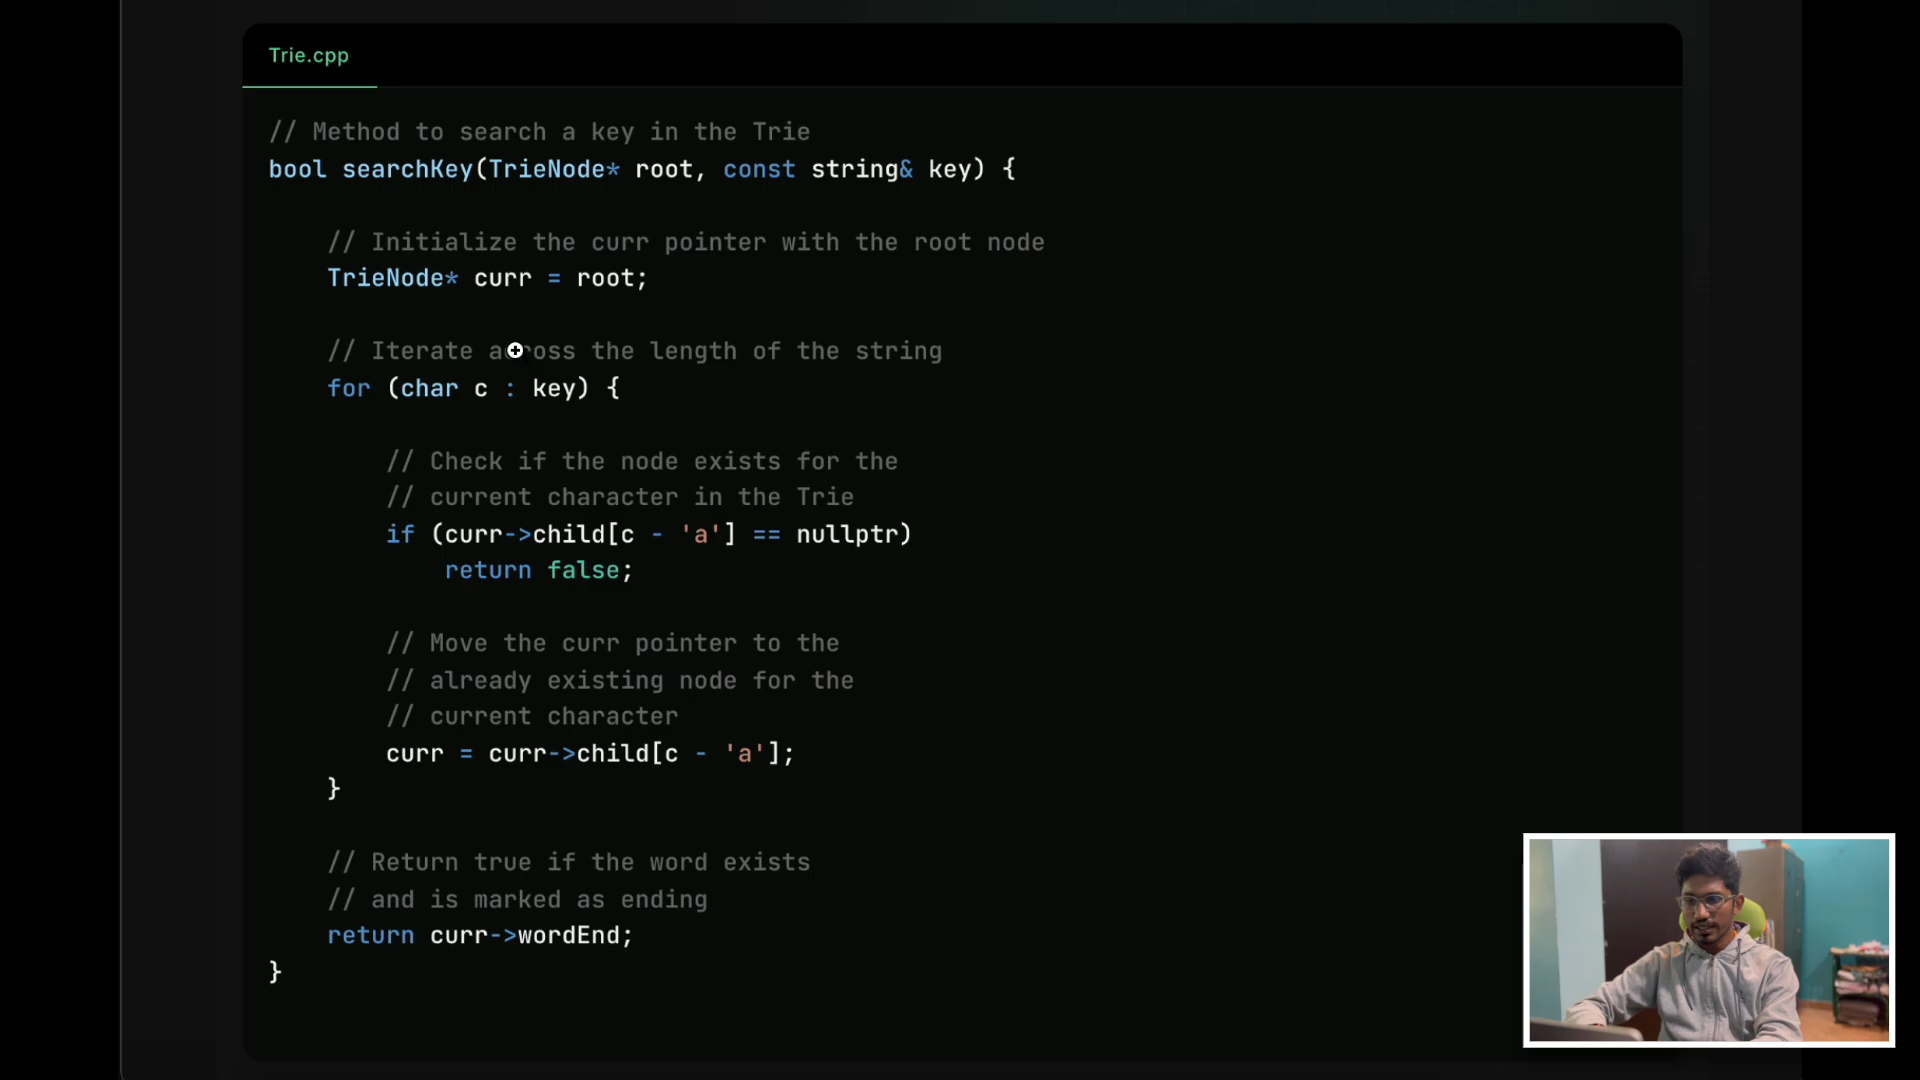 Trie.cpp
// Method to search a key in the Trie
bool searchKey(TrieNode* root, const string& key) {
// Initialize the curr pointer with the root node
TrieNode* curr = root;
// Iterate across the length of the string
for (char c : key) {
// Check if the node exists for the
// current character in the Trie
if (curr->child[c - 'a'] == nullptr)
return false;
// Move the curr pointer to the
// already existing node for the
// current character
curr = curr->child[c - 'a'];
}
// Return true if the word exists
// and is marked as ending
return curr->wordEnd;
}